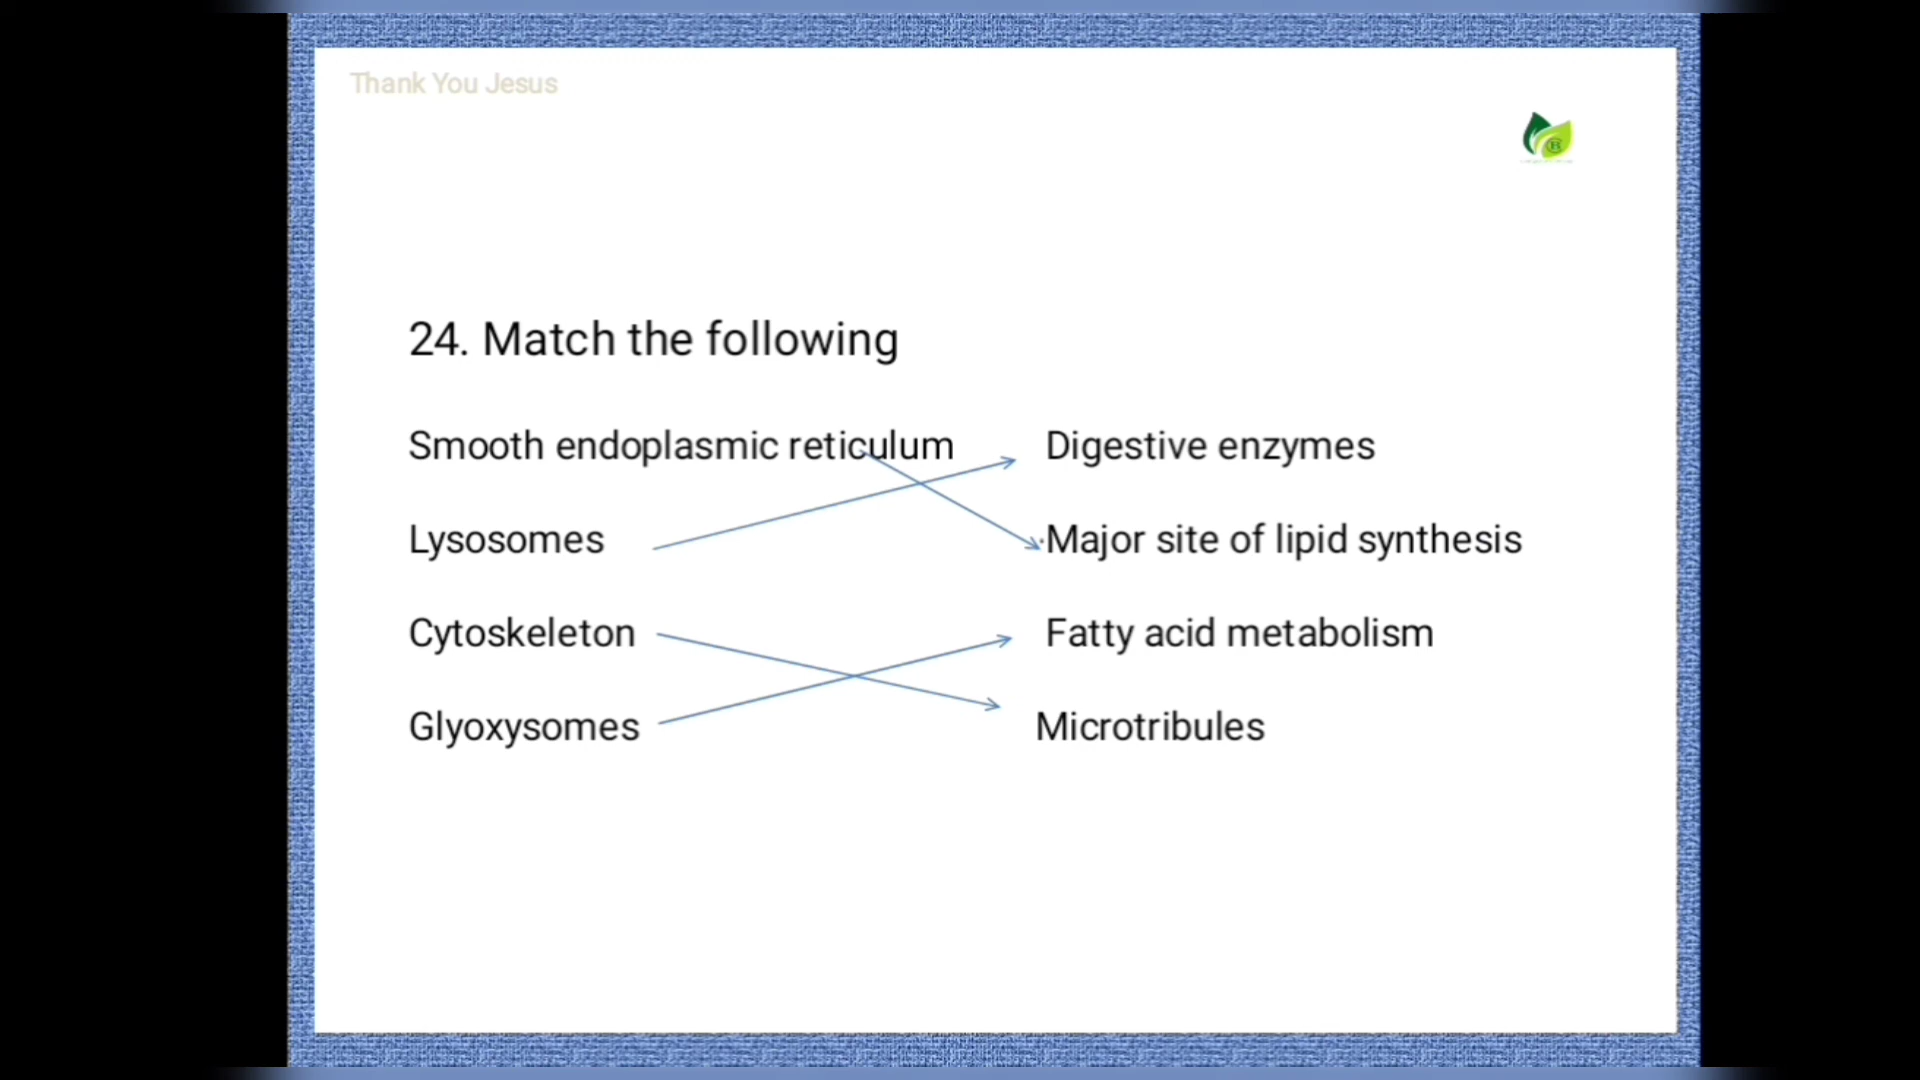 Thank You Jesus
24. Match the following
Smooth endoplasmic reticulum Digestive enzymes
Lysosomes Major site of lipid synthesis
Cytoskeleton Fatty acid metabolism
Glyoxysomes Microtribules